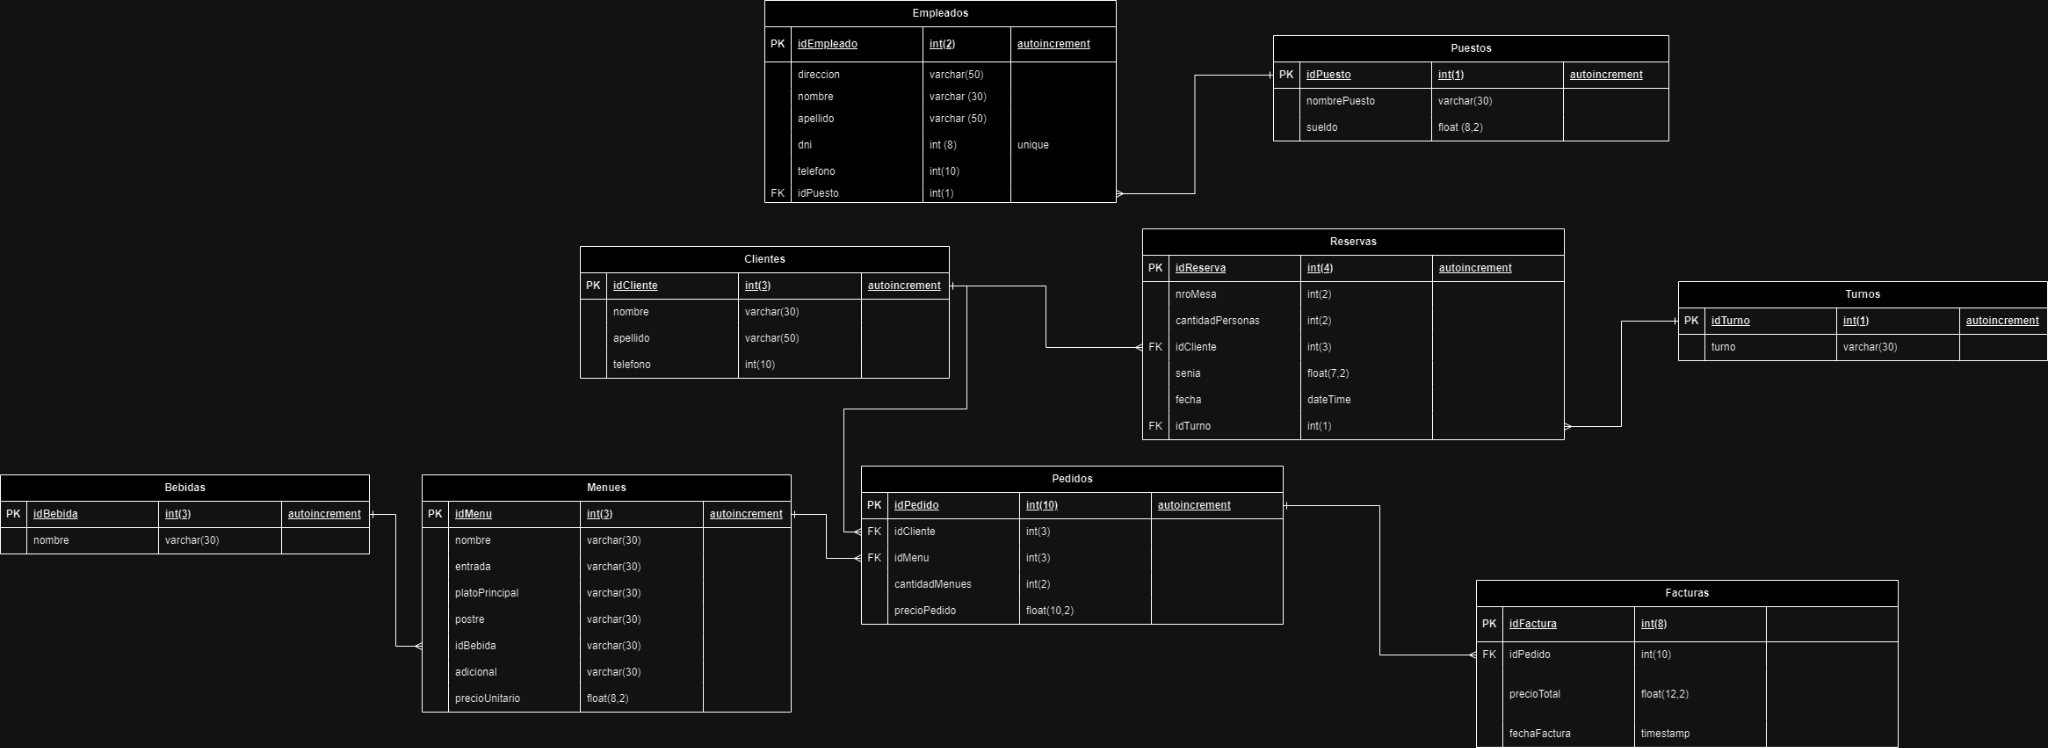 Empleados
PK idEmpleado int(2) autoincrement
direccion varchar(50)
nombre varchar (30)
apellido varchar (50)
dni int (8) unique
telefono int(10)
FK idPuesto int(1)
Puestos
PK idPuesto int(1) autoincrement
nombrePuesto varchar(30)
sueldo float (8,2)
Clientes
PK idCliente int(3) autoincrement
nombre varchar(30)
apellido varchar(50)
telefono int(10)
Reservas
PK idReserva int(4) autoincrement
nroMesa int(2)
cantidadPersonas int(2)
FK idCliente int(3)
senia float(7,2)
fecha dateTime
FK idTurno int(1)
Turnos
PK idTurno int(1) autoincrement
turno varchar(30)
Bebidas
PK idBebida int(3) autoincrement
nombre varchar(30)
Menues
PK idMenu int(3) autoincrement
nombre varchar(30)
entrada varchar(30)
platoPrincipal varchar(30)
postre varchar(30)
idBebida varchar(30)
adicional varchar(30)
precioUnitario float(8,2)
Pedidos
PK idPedido int(10) autoincrement
FK idCliente int(3)
FK idMenu int(3)
cantidadMenues int(2)
precioPedido float(10,2)
Facturas
PK idFactura int(8)
FK idPedido int(10)
precioTotal float(12,2)
fechaFactura timestamp